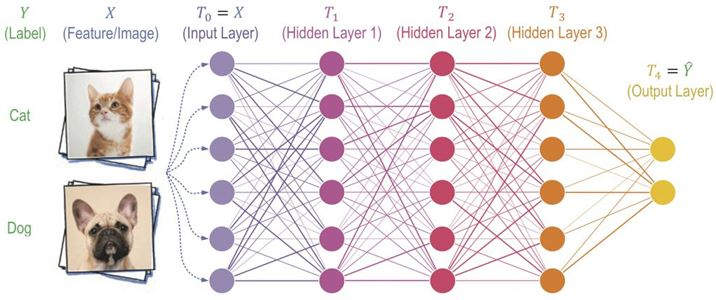 Y
(Label)
X
(Feature/Image)
T₀ = X
(Input Layer)
T₁
(Hidden Layer 1)
T₂
(Hidden Layer 2)
T₃
(Hidden Layer 3)
T₄ = Ŷ
(Output Layer)
Cat
Dog